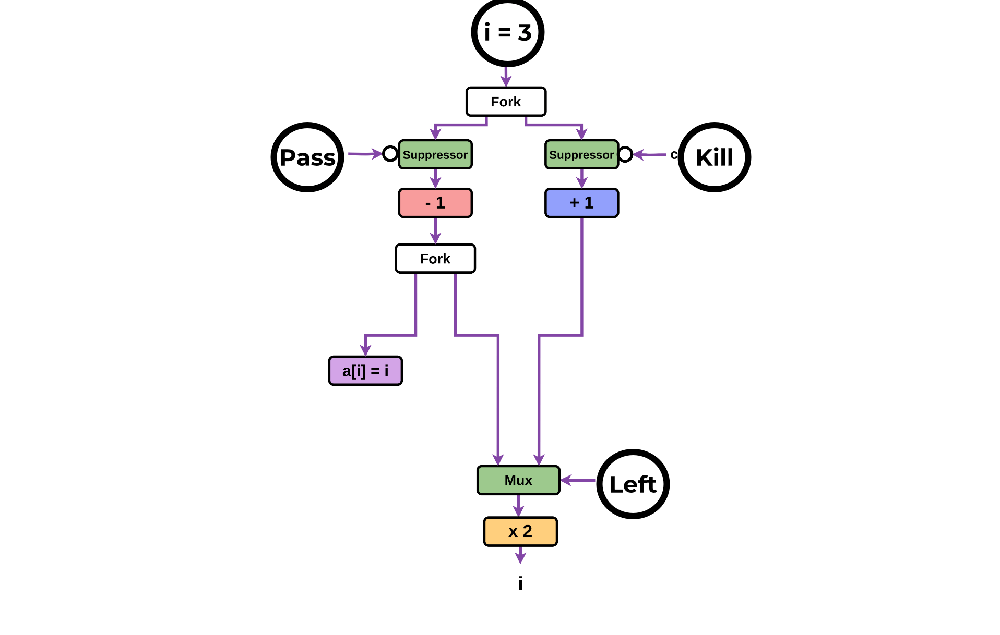 i = 3
Fork
Pass
Suppressor
Suppressor
c
Kill
- 1
+ 1
Fork
a[i] = i
Mux
Left
x 2
i